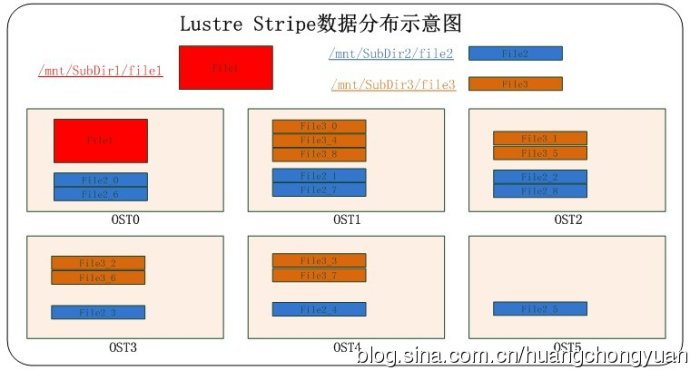 Lustre Stripe数据分布示意图
/mnt/SubDir1/file1
File1
/mnt/SubDir2/file2
File2
/mnt/SubDir3/file3
File3
File1
File2_0
File2_6
OST0
File3_0
File3_4
File3_8
File2_1
File2_7
OST1
File3_1
File3_5
File2_2
File2_8
OST2
File3_2
File3_6
File2_3
OST3
File3_3
File3_7
File2_4
OST4
File2_5
OST5
blog.sina.com.cn/huangchongyuan